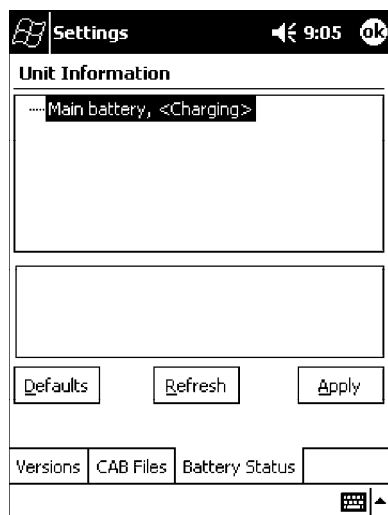 Settings 9:05 ok
Unit Information
Main battery, <Charging>
Defaults Refresh Apply
Versions CAB Files Battery Status